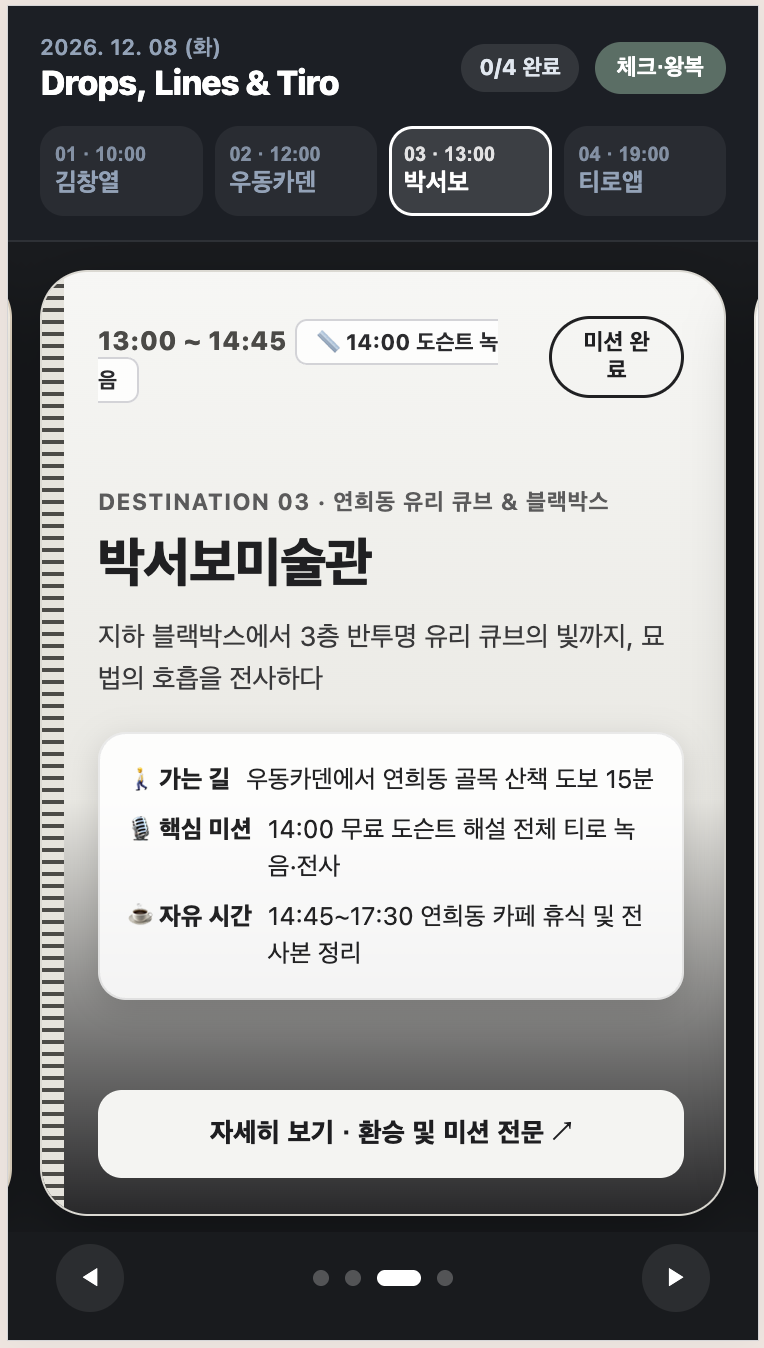 2026. 12. 08 (화)
Drops, Lines & Tiro
0/4 완료
체크·왕복
01 · 10:00
김창열
02 · 12:00
우동카덴
03 · 13:00
박서보
04 · 19:00
티로앱
13:00 ~ 14:45 📏 14:00 도슨트 녹
음
미션 완
료
DESTINATION 03 · 연희동 유리 큐브 & 블랙박스
박서보미술관
지하 블랙박스에서 3층 반투명 유리 큐브의 빛까지, 묘
법의 호흡을 전사하다
🚶 가는 길 우동카덴에서 연희동 골목 산책 도보 15분
🎙️ 핵심 미션 14:00 무료 도슨트 해설 전체 티로 녹
음·전사
☕ 자유 시간 14:45~17:30 연희동 카페 휴식 및 전
사본 정리
자세히 보기 · 환승 및 미션 전문 ↗